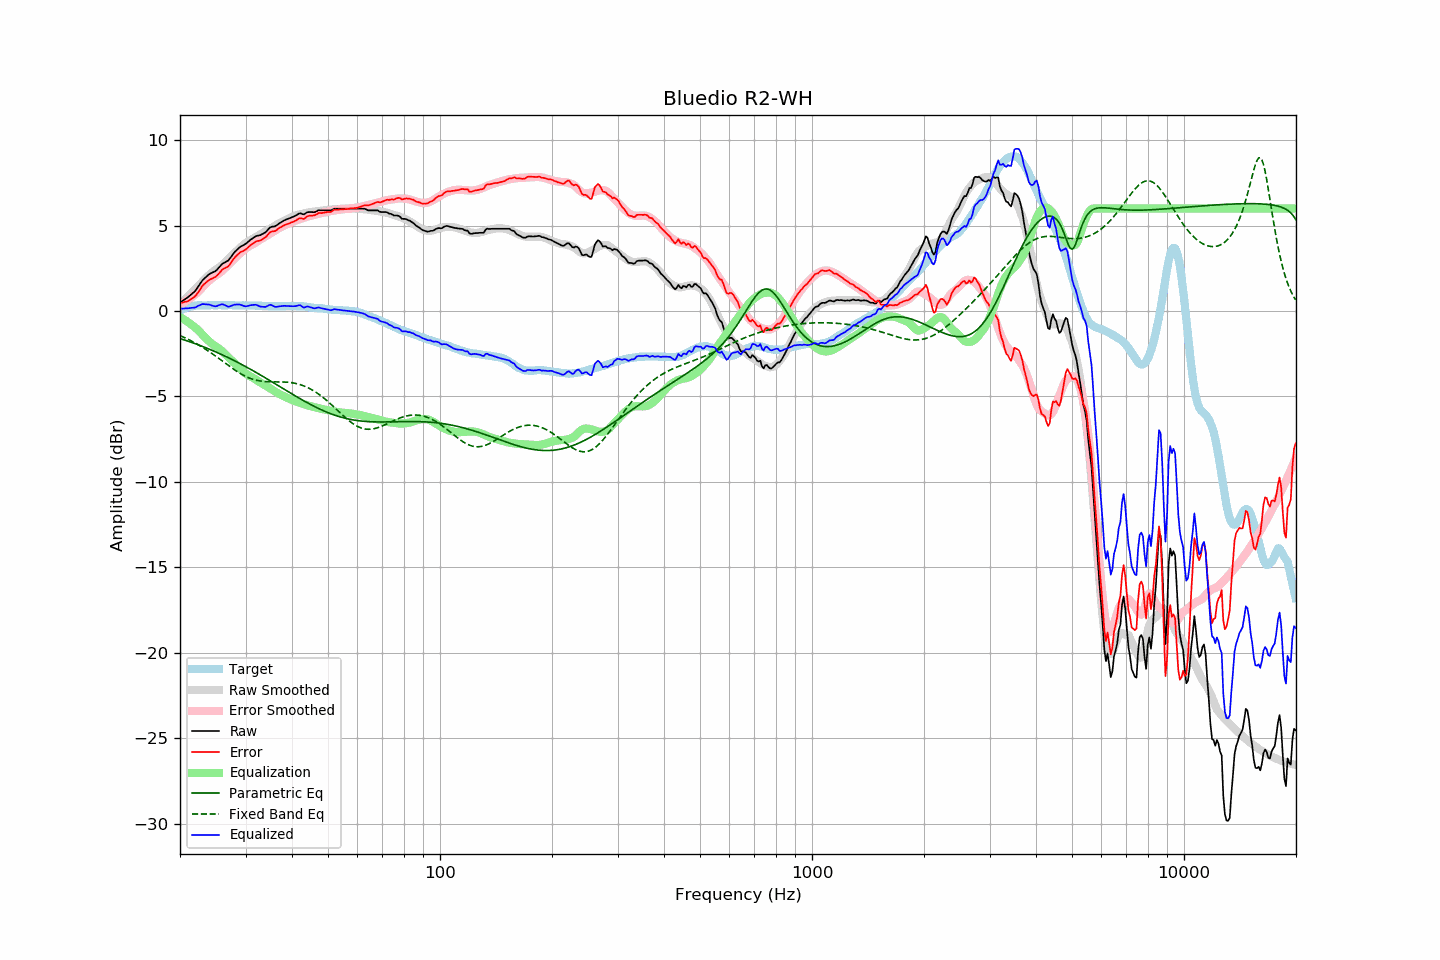 Bluedio R2-WH
10
5
0
−5
−10
−15
−20
−25
−30
Amplitude (dBr)
Target
Raw Smoothed
Error Smoothed
Raw
Error
Equalization
Parametric Eq
Fixed Band Eq
Equalized
100
1000
10000
Frequency (Hz)